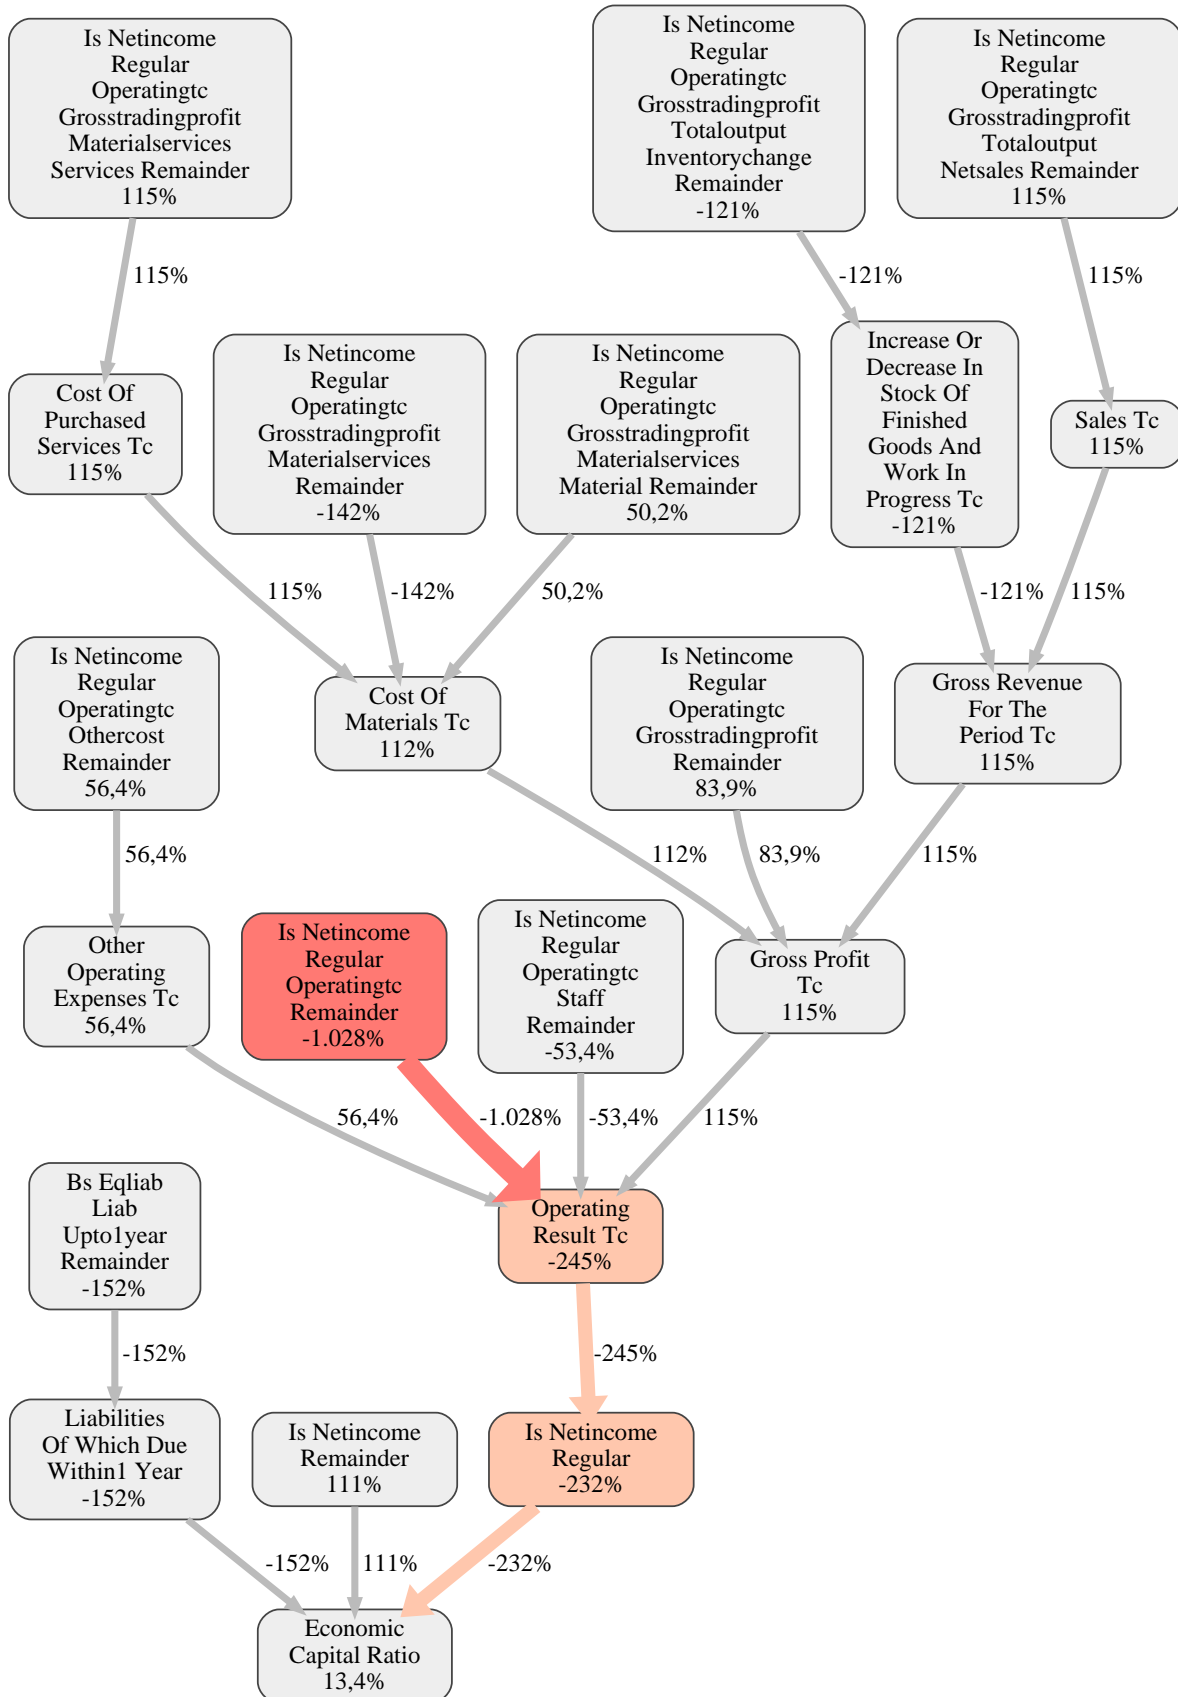 Is Netincome
Regular
Operatingtc
Grosstradingprofit
Materialservices
Services Remainder
115%
Is Netincome
Regular
Operatingtc
Grosstradingprofit
Totaloutput
Inventorychange
Remainder
-121%
Is Netincome
Regular
Operatingtc
Grosstradingprofit
Totaloutput
Netsales Remainder
115%
115%
-121%
115%
Cost Of
Purchased
Services Tc
115%
Is Netincome
Regular
Operatingtc
Grosstradingprofit
Materialservices
Remainder
-142%
Is Netincome
Regular
Operatingtc
Grosstradingprofit
Materialservices
Material Remainder
50,2%
Increase Or
Decrease In
Stock Of
Finished
Goods And
Work In
Progress Tc
-121%
Sales Tc
115%
115%
-142%
50,2%
-121%
115%
Is Netincome
Regular
Operatingtc
Othercost
Remainder
56,4%
Cost Of
Materials Tc
112%
Is Netincome
Regular
Operatingtc
Grosstradingprofit
Remainder
83,9%
Gross Revenue
For The
Period Tc
115%
56,4%
112%
83,9%
115%
Other
Operating
Expenses Tc
56,4%
Is Netincome
Regular
Operatingtc
Remainder
-1.028%
Is Netincome
Regular
Operatingtc
Staff
Remainder
-53,4%
Gross Profit
Tc
115%
56,4%
-1.028%
-53,4%
115%
Bs Eqliab
Liab
Upto1year
Remainder
-152%
Operating
Result Tc
-245%
-152%
-245%
Liabilities
Of Which Due
Within1 Year
-152%
Is Netincome
Remainder
111%
Is Netincome
Regular
-232%
-152%
111%
-232%
Economic
Capital Ratio
13,4%